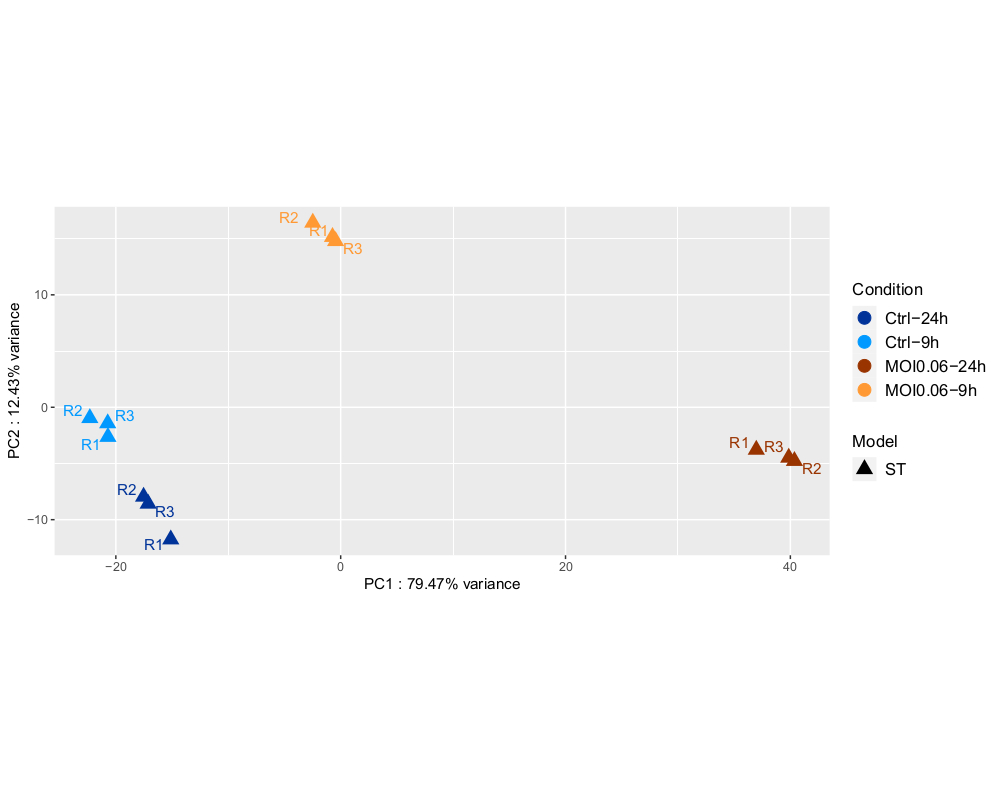 R2
R1
R3
10
R2
R3
0
R1
R1
R3
R2
R2
R3
−10
R1
−20
0
20
40
PC1 : 79.47% variance
PC2 : 12.43% variance
Condition
Ctrl−24h
Ctrl−9h
MOI0.06−24h
MOI0.06−9h
Model
ST